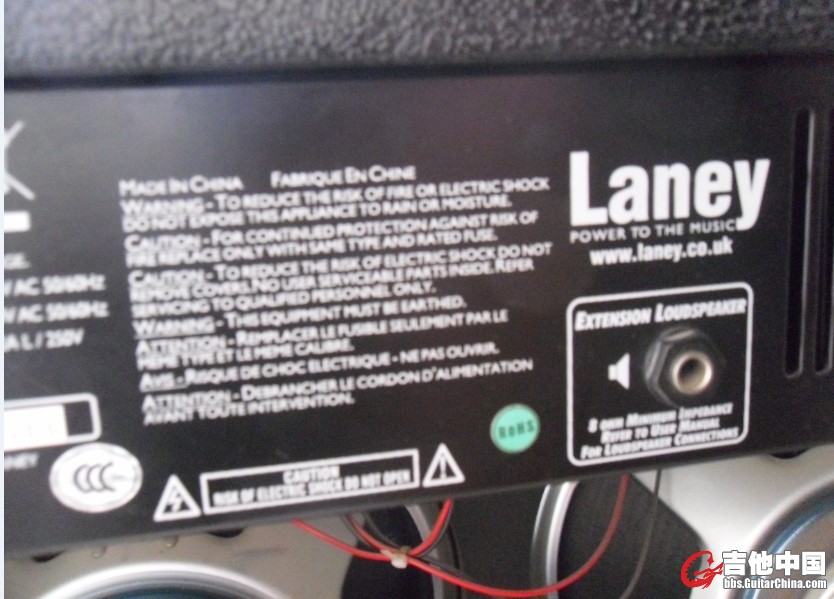 MADE IN CHINA FABRIQUE EN CHINE
WARNING - TO REDUCE THE RISK OF FIRE OR ELECTRIC SHOCK
DO NOT EXPOSE THIS APPLIANCE TO RAIN OR MOISTURE.
CAUTION - FOR CONTINUED PROTECTION AGAINST RISK OF
FIRE REPLACE ONLY WITH SAME TYPE AND RATED FUSE.
CAUTION - TO REDUCE THE RISK OF ELECTRIC SHOCK DO NOT
REMOVE COVERS. NO USER SERVICEABLE PARTS INSIDE. REFER
SERVICING TO QUALIFIED PERSONNEL ONLY.
WARNING - THIS EQUIPMENT MUST BE EARTHED.
ATTENTION - REMPLACER LE FUSIBLE SEULEMENT PAR LE
MEME TYPE ET LE MEME CALIBRE.
AVIS - RISQUE DE CHOC ELECTRIQUE - NE PAS OUVRIR.
ATTENTION - DEBRANCHER LE CORDON D'ALIMENTATION
AVANT TOUTE INTERVENTION.
AC 50/60Hz
AC 50/60Hz
L / 250V
CCC
CAUTION
RISK OF ELECTRIC SHOCK DO NOT OPEN
RoHS
Laney
POWER TO THE MUSIC
www.laney.co.uk
EXTENSION LOUDSPEAKER
8 OHM MINIMUM IMPEDANCE
REFER TO USER MANUAL
FOR LOUDSPEAKER CONNECTIONS
吉他中国
bbs.GuitarChina.com